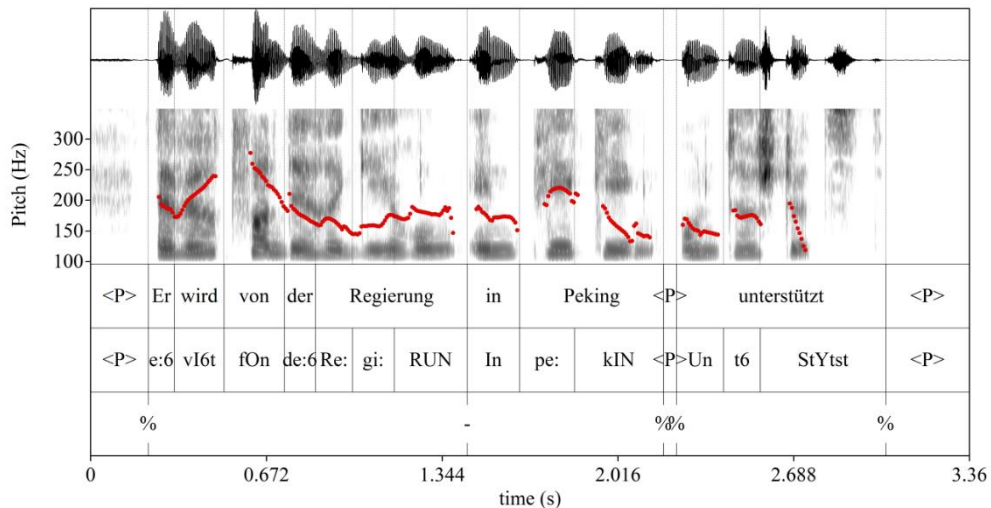 Pitch (Hz)
300
250
200
150
100
<P> Er wird von der Regierung in Peking <P> unterstützt <P>
<P> e:6 vI6t fOn de:6 Re: gi: RUN In pe: kIN <P> Un t6 StYtst <P>
% - % % %
0 0.672 1.344 2.016 2.688 3.36
time (s)